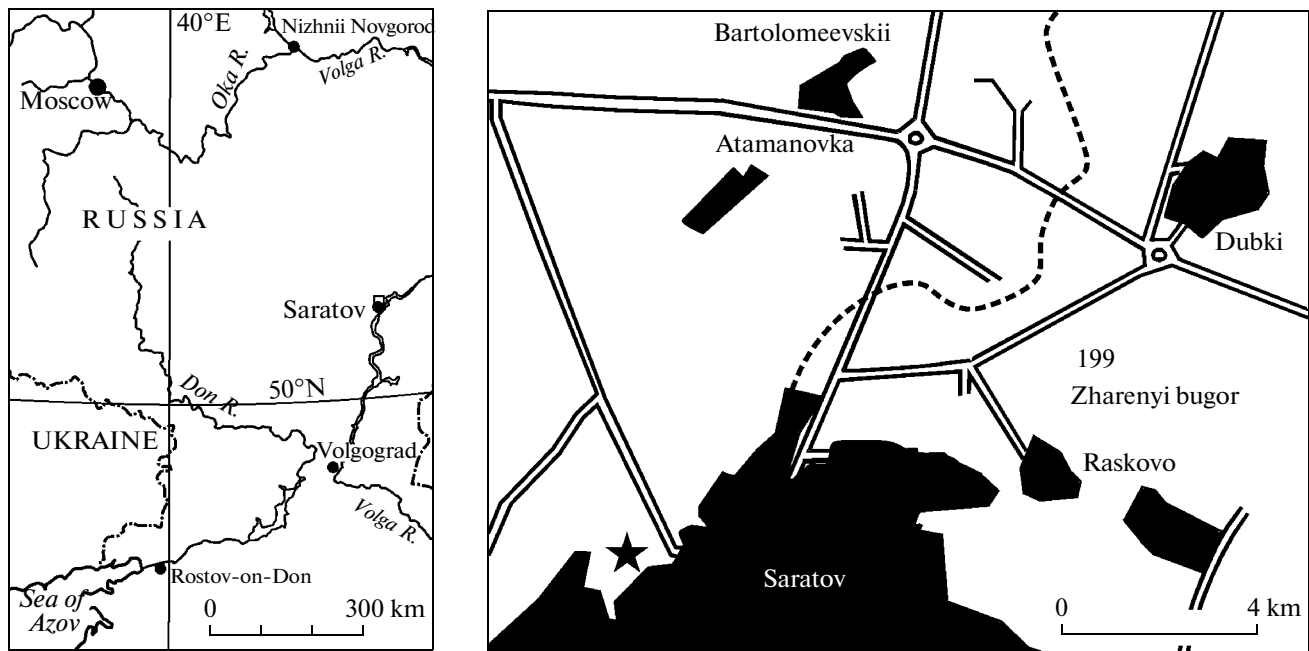 40°E
Nizhnii Novgorod
Volga R.
Oka R.
Moscow
RUSSIA
Saratov
Don R.
50°N
UKRAINE
Volgograd
Volga R.
Rostov-on-Don
Sea of
Azov
0 300 km
Bartolomeevskii
Atamanovka
Dubki
199
Zharenyi bugor
Raskovo
Saratov
0 4 km